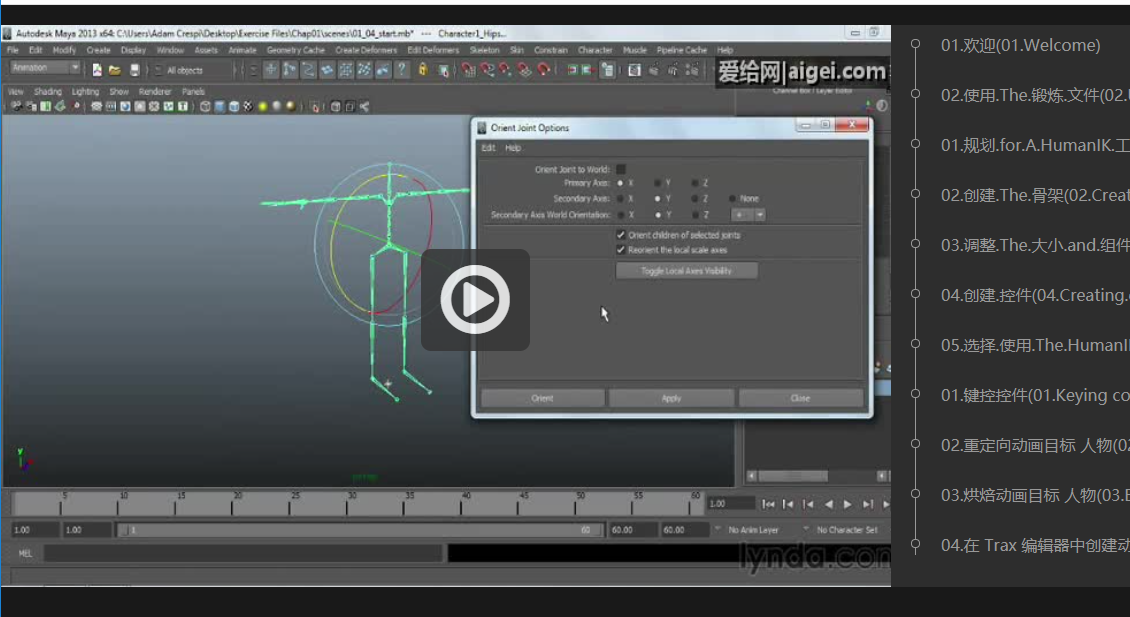 Autodesk Maya 2013 x64: C:\Users\Adam Crespi\Desktop\Exercise Files\Chap01\scenes\01_04_start.mb* --- Character1_Hips...
File Edit Modify Create Display Window Assets Animate Geometry Cache Create Deformers Edit Deformers Skeleton Skin Constrain Character Muscle Pipeline Cache Help
Animation All objects
爱给网|aigei.com
View Shading Lighting Show Renderer Panels
Channel Box / Layer Editor
Orient Joint Options
Edit Help
Orient Joint to World:
Primary Axis: X Y Z
Secondary Axis: X Y Z None
Secondary Axis World Orientation: X Y Z +
Orient children of selected joints
Reorient the local scale axes
Toggle Local Axes Visibility
Orient Apply Close
y
persp
5 10 15 20 25 30 35 40 45 50 55 60 1.00
1.00 1.00 1 60 60.00 60.00 No Anim Layer No Character Set
MEL
lynda.com
01.欢迎(01.Welcome)
02.使用.The.锻炼.文件(02.
01.规划.for.A.HumanIK.工
02.创建.The.骨架(02.Creat
03.调整.The.大小.and.组件
04.创建.控件(04.Creating.
05.选择.使用.The.HumanI
01.键控控件(01.Keying co
02.重定向动画目标 人物(02
03.烘焙动画目标 人物(03.
04.在 Trax 编辑器中创建动